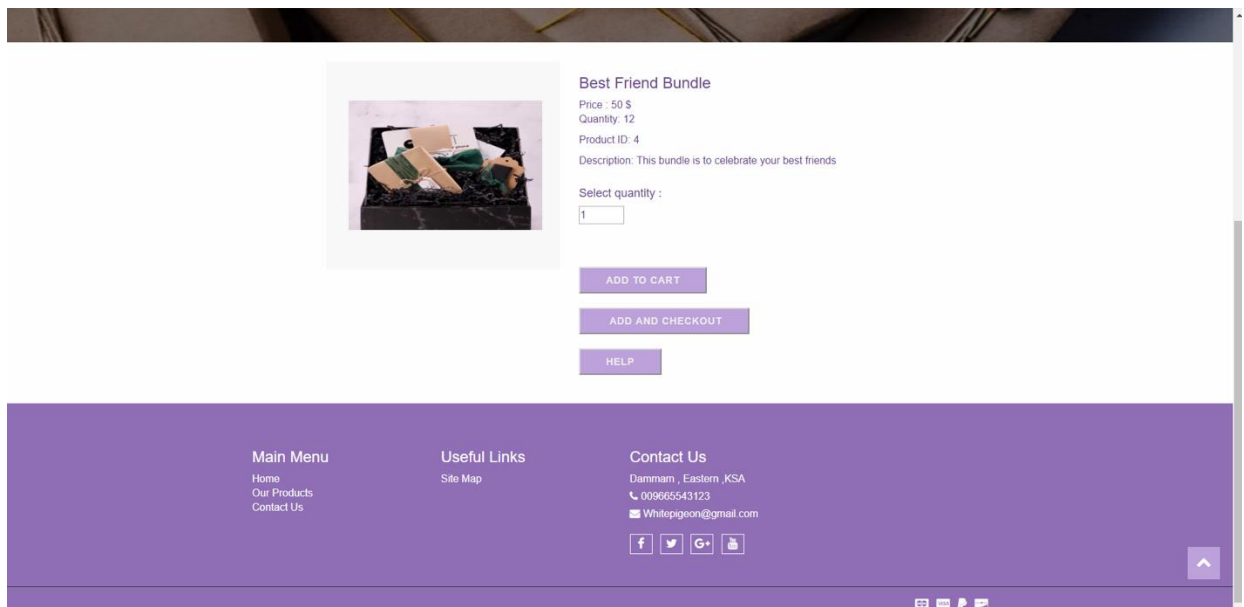 Best Friend Bundle
Price : 50 $
Quantity: 12
Product ID: 4
Description: This bundle is to celebrate your best friends
Select quantity :
1
ADD TO CART
ADD AND CHECKOUT
HELP
Main Menu
Home
Our Products
Contact Us
Useful Links
Site Map
Contact Us
Dammam , Eastern ,KSA
009665543123
Whitepigeon@gmail.com